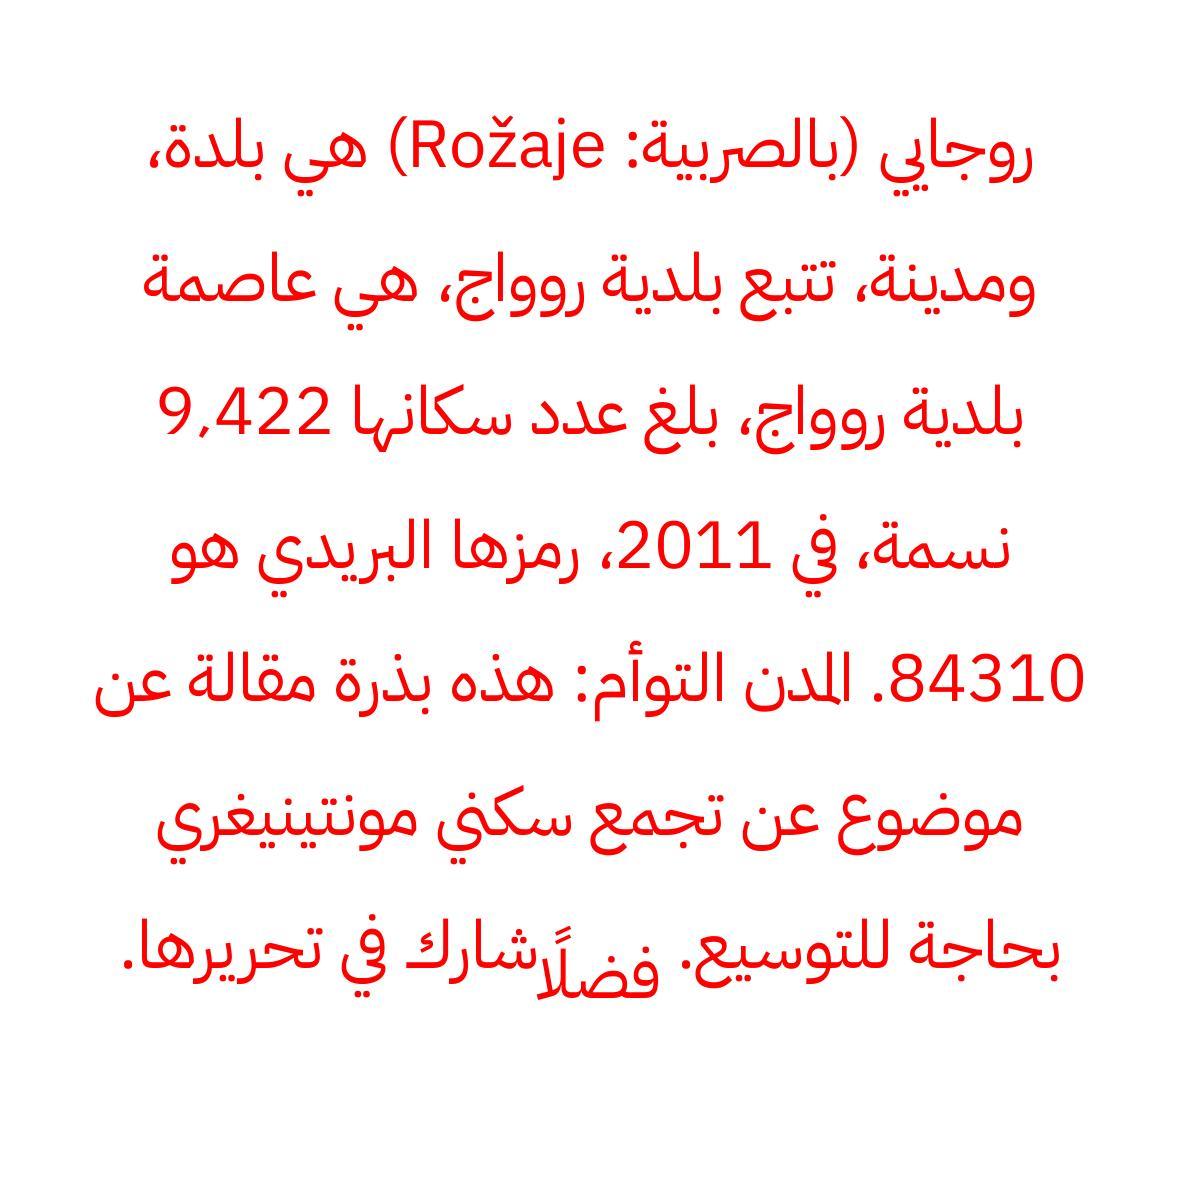 روجايي (بالصربية: Rožaje) هي بلدة،
ومدينة، تتبع بلدية روواج، هي عاصمة
بلدية روواج، بلغ عدد سكانها 9٬422
نسمة، في 2011، رمزها البريدي هو
84310. المدن التوأم: هذه بذرة مقالة عن
موضوع عن تجمع سكني مونتينيغري
بحاجة للتوسيع. فضلًا شارك في تحريرها.